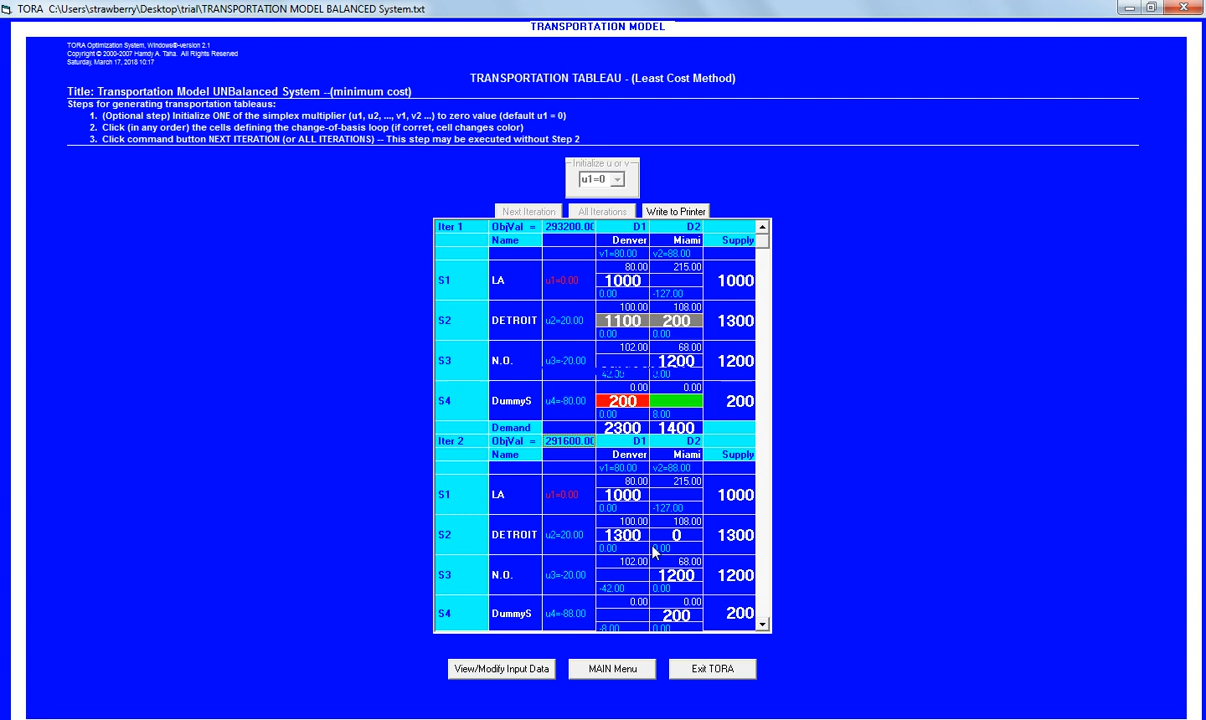 TORA C:\Users\strawberry\Desktop\trial\TRANSPORTATION MODEL BALANCED System.txt
TRANSPORTATION MODEL
TORA Optimization System, Windows®-version 2.1
Copyright © 2000-2007 Hamdy A. Taha. All Rights Reserved
Saturday, March 17, 2018 10:17
TRANSPORTATION TABLEAU - (Least Cost Method)
Title: Transportation Model UNBalanced System --(minimum cost)
Steps for generating transportation tableaus:
1. (Optional step) Initialize ONE of the simplex multiplier (u1, u2, ..., v1, v2 ...) to zero value (default u1 = 0)
2. Click (in any order) the cells defining the change-of-basis loop (if corret, cell changes color)
3. Click command button NEXT ITERATION (or ALL ITERATIONS) -- This step may be executed without Step 2
Initialize u or v
u1=0
Next Iteration All Iterations Write to Printer
Iter 1 ObjVal = 293200.00 D1 D2
Name Denver Miami Supply
v1=80.00 v2=88.00
80.00 215.00
S1 LA u1=0.00 1000 1000
0.00 -127.00
100.00 108.00
S2 DETROIT u2=20.00 1100 200 1300
0.00 0.00
102.00 68.00
S3 N.O. u3=-20.00 1200 1200
0.00 0.00
S4 DummyS u4=-80.00 200 200
0.00 8.00
Demand 2300 1400
Iter 2 ObjVal = 291600.00 D1 D2
Name Denver Miami Supply
v1=80.00 v2=88.00
80.00 215.00
S1 LA u1=0.00 1000 1000
0.00 -127.00
100.00 108.00
S2 DETROIT u2=20.00 1300 0 1300
0.00 0.00
102.00 68.00
S3 N.O. u3=-20.00 1200 1200
-42.00 0.00
0.00 0.00
S4 DummyS u4=-88.00 200 200
-8.00 0.00
View/Modify Input Data MAIN Menu Exit TORA